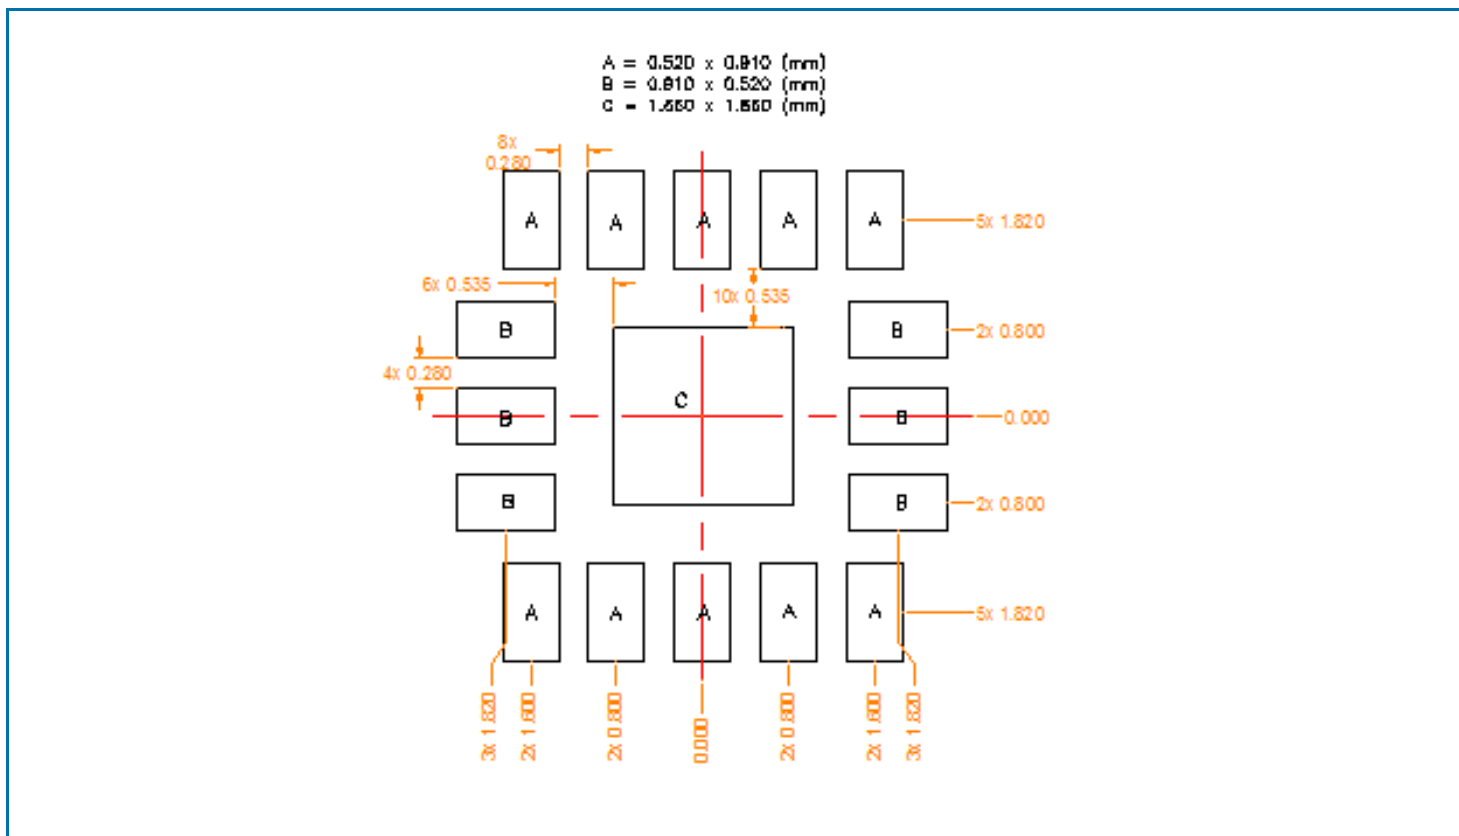 A = 0.520 x 0.910 (mm)
B = 0.910 x 0.520 (mm)
C = 1.660 x 1.660 (mm)
8x
0.280
A A A A A 5x 1.820
6x 0.535 10x 0.535
B B 2x 0.800
4x 0.280
C
B B 0.000
B B 2x 0.800
A A A A A 5x 1.820
3x 1.820
2x 1.600
2x 0.800
0.000
2x 0.800
2x 1.600
3x 1.820